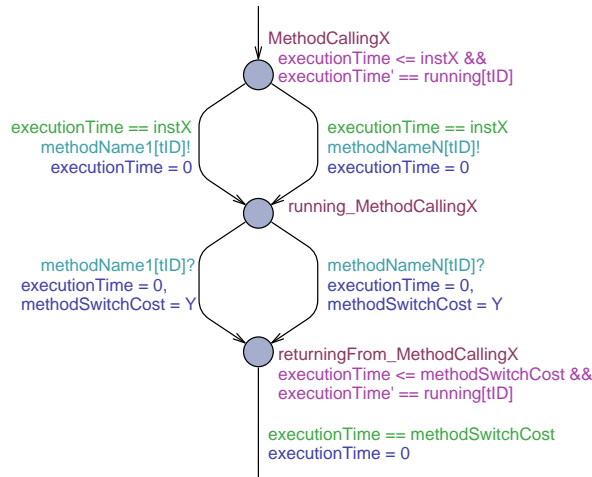 MethodCallingX
executionTime <= instX &&
executionTime' == running[tID]
executionTime == instX
methodName1[tID]!
executionTime = 0
executionTime == instX
methodNameN[tID]!
executionTime = 0
running_MethodCallingX
methodName1[tID]?
executionTime = 0,
methodSwitchCost = Y
methodNameN[tID]?
executionTime = 0,
methodSwitchCost = Y
returningFrom_MethodCallingX
executionTime <= methodSwitchCost &&
executionTime' == running[tID]
executionTime == methodSwitchCost
executionTime = 0